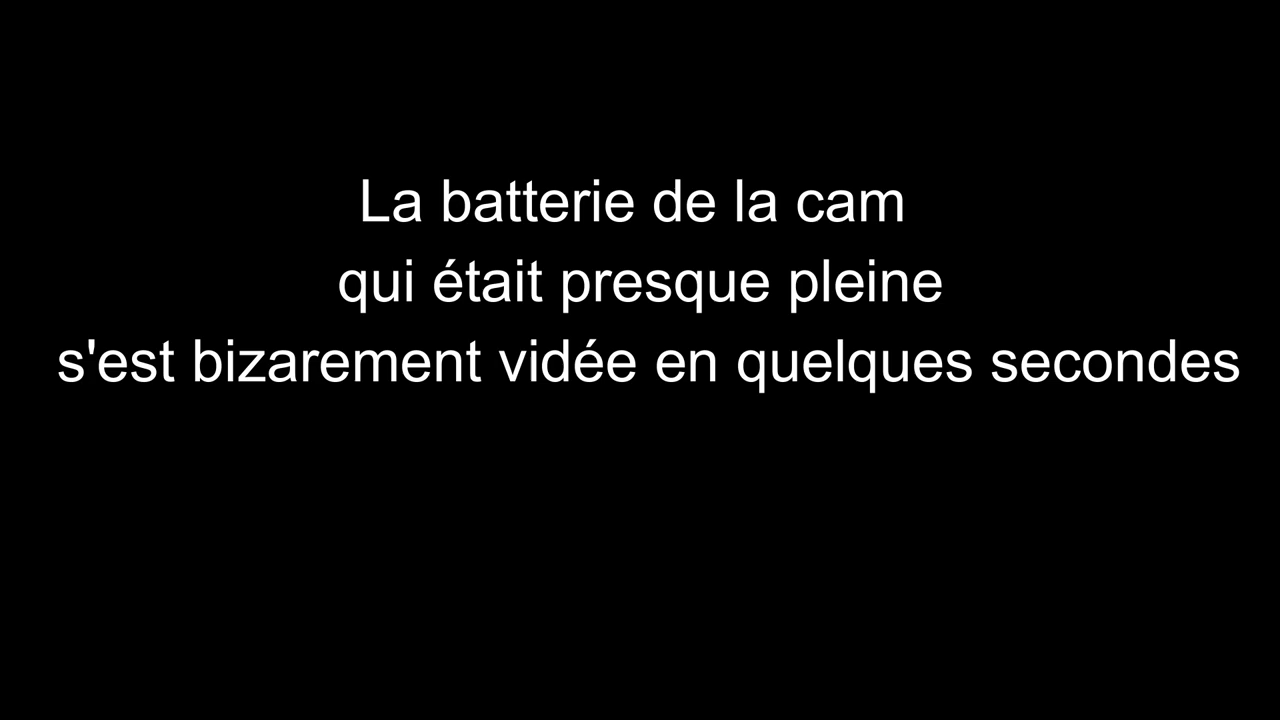 La batterie de la cam
qui était presque pleine
s'est bizarement vidée en quelques secondes